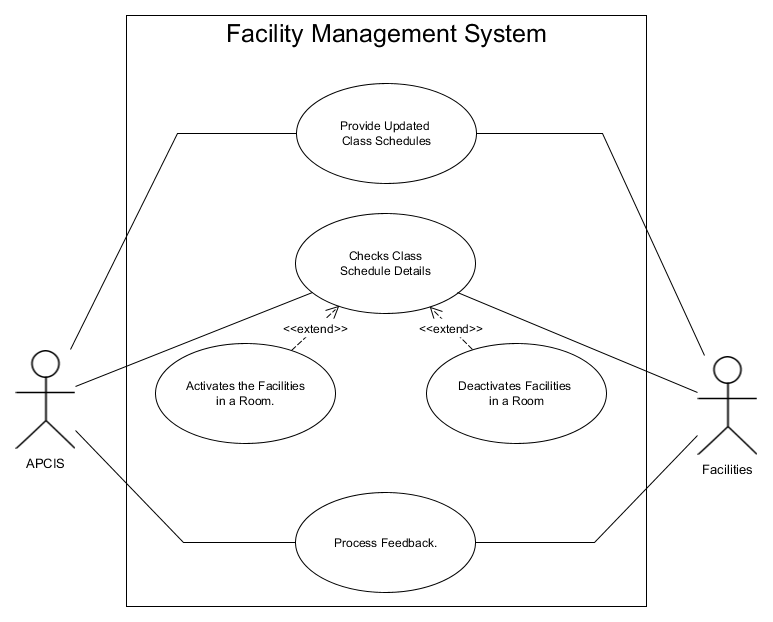 Facility Management System
Provide Updated
Class Schedules
Checks Class
Schedule Details
<<extend>>
<<extend>>
Activates the Facilities
in a Room.
Deactivates Facilities
in a Room
APCIS
Facilities
Process Feedback.